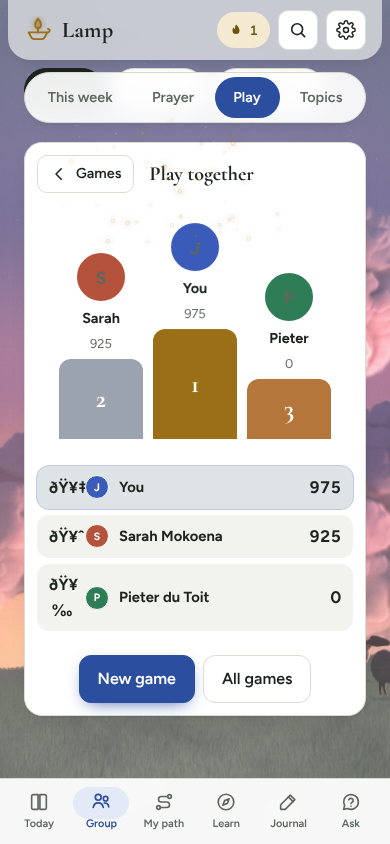 Lamp
1
This week
Prayer
Play
Topics
Games
Play together
J
You
975
S
Sarah
925
P
Pieter
0
2
1
3
ðŸ¥‡ J You 975
ðŸ¥ˆ S Sarah Mokoena 925
ðŸ¥
‰ P Pieter du Toit 0
New game
All games
Today
Group
My path
Learn
Journal
Ask